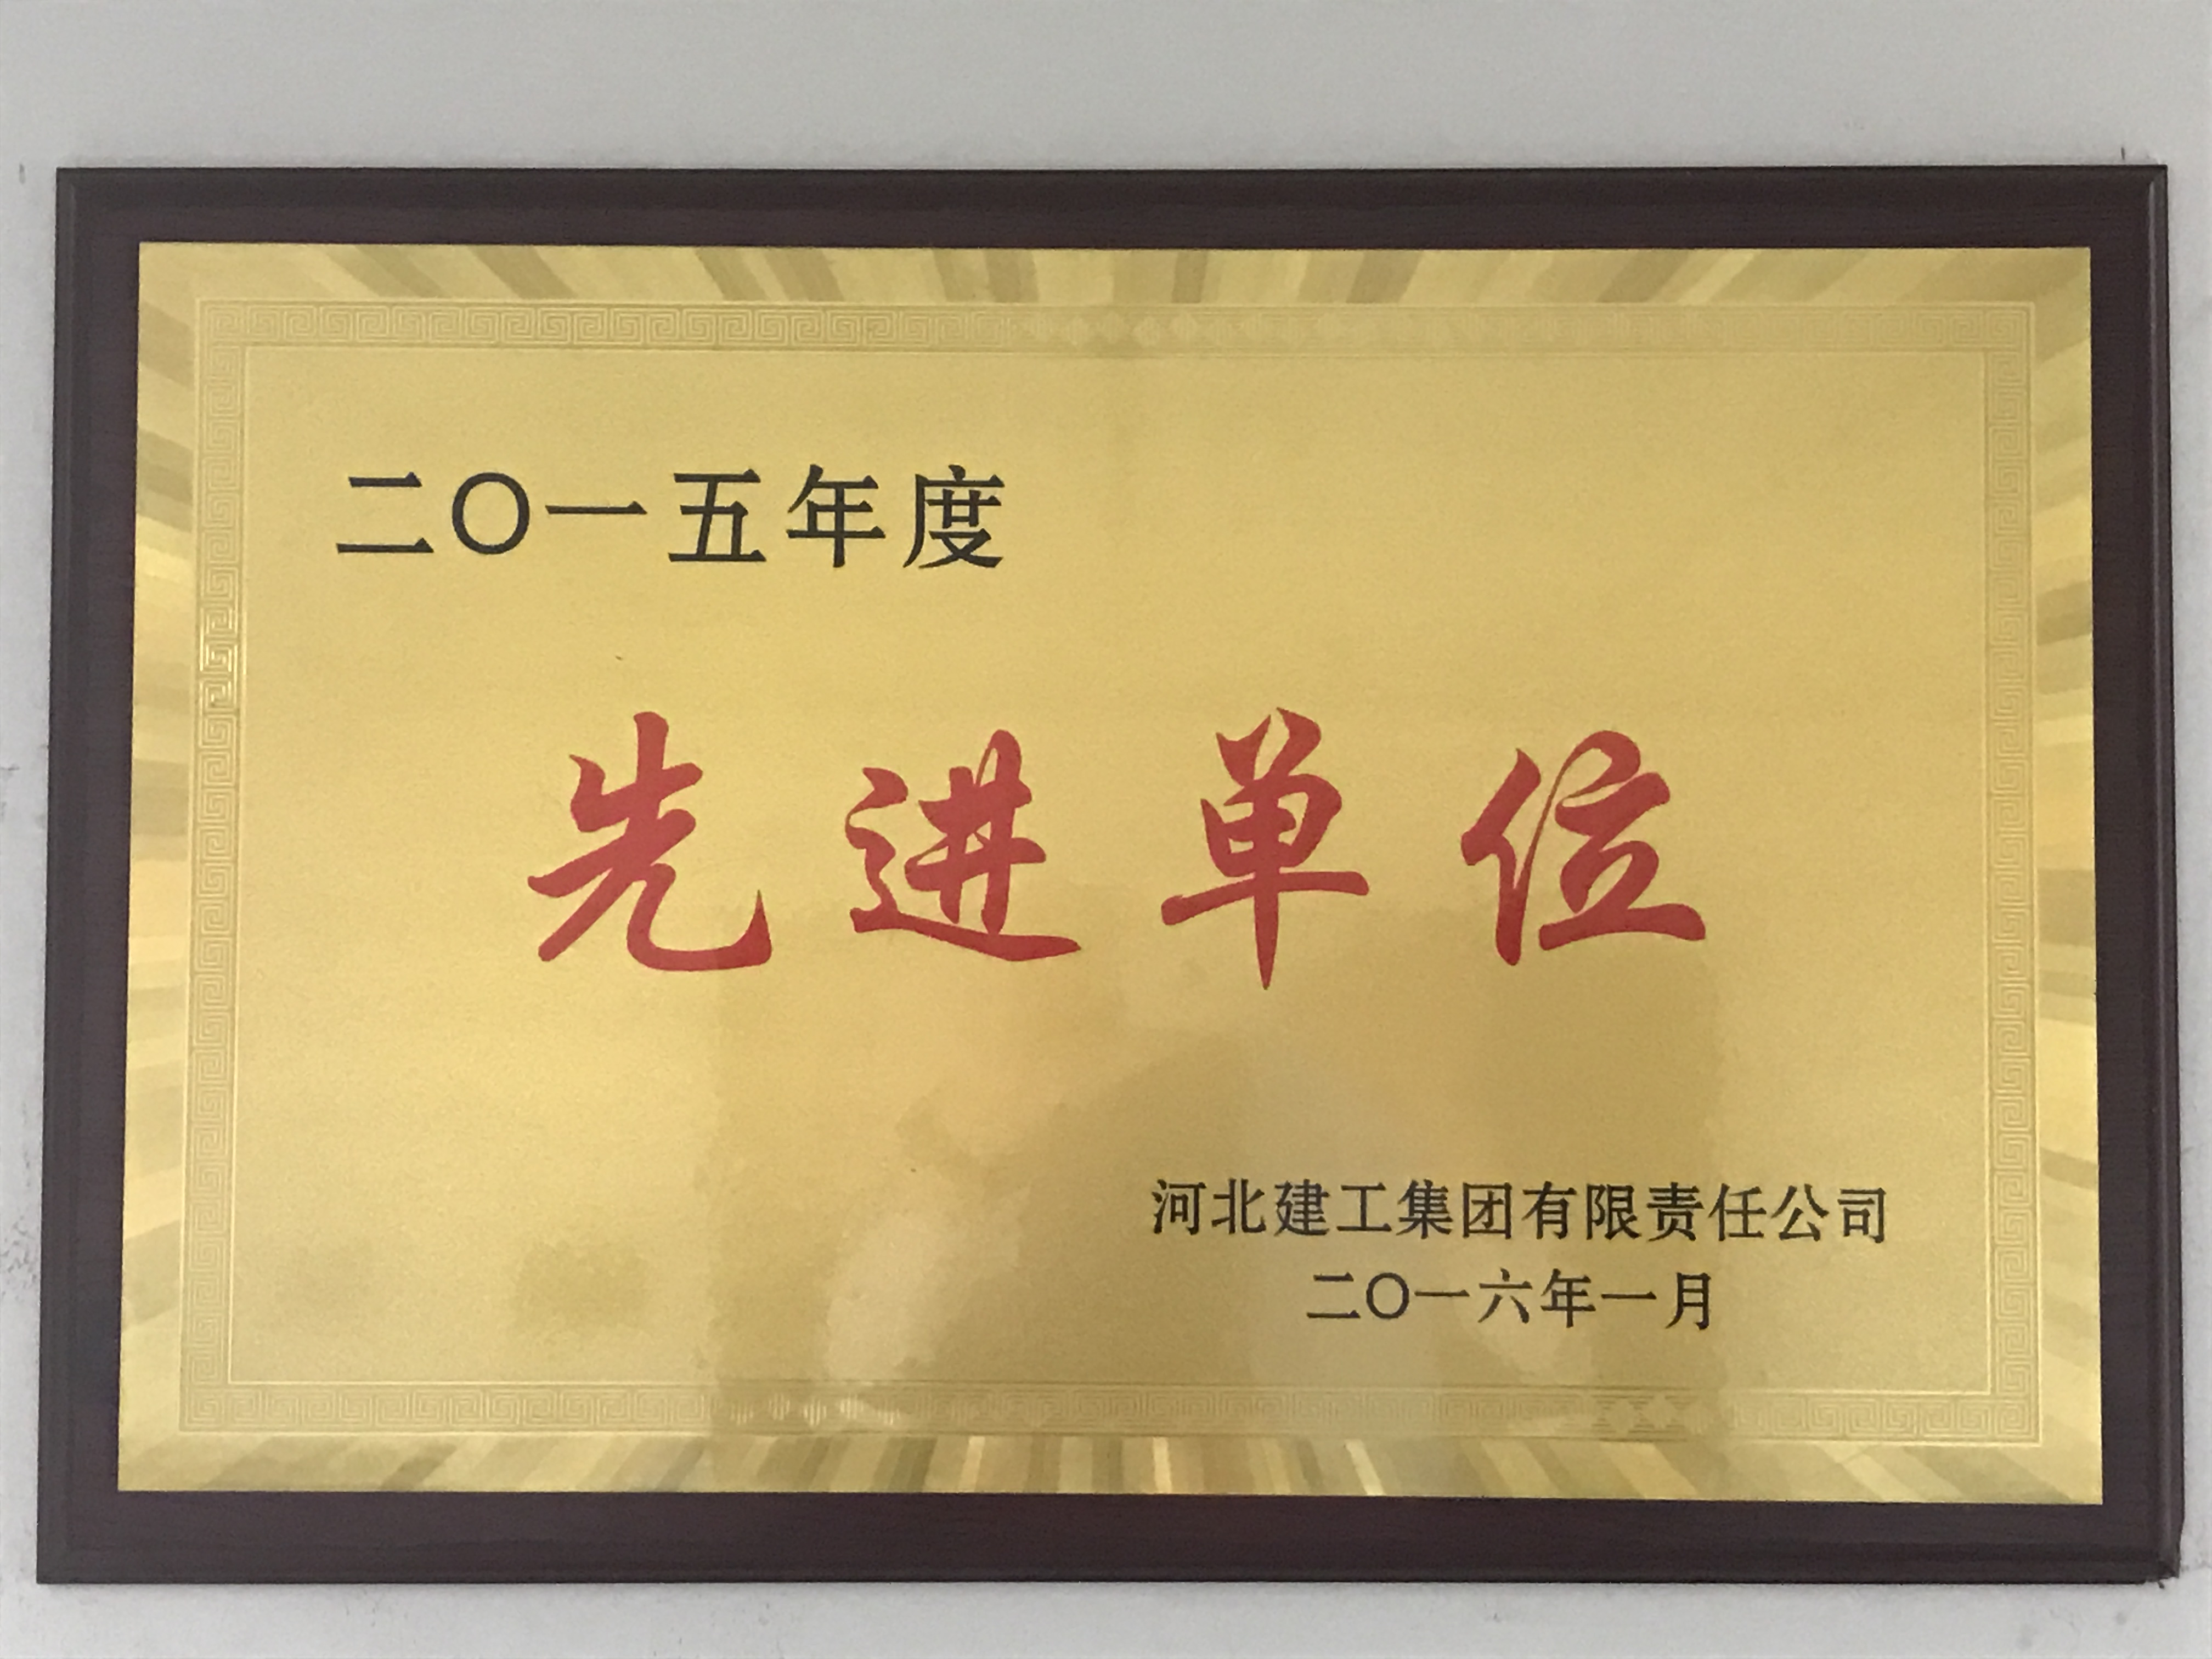 二〇一五年度
先进单位
河北建工集团有限责任公司
二〇一六年一月